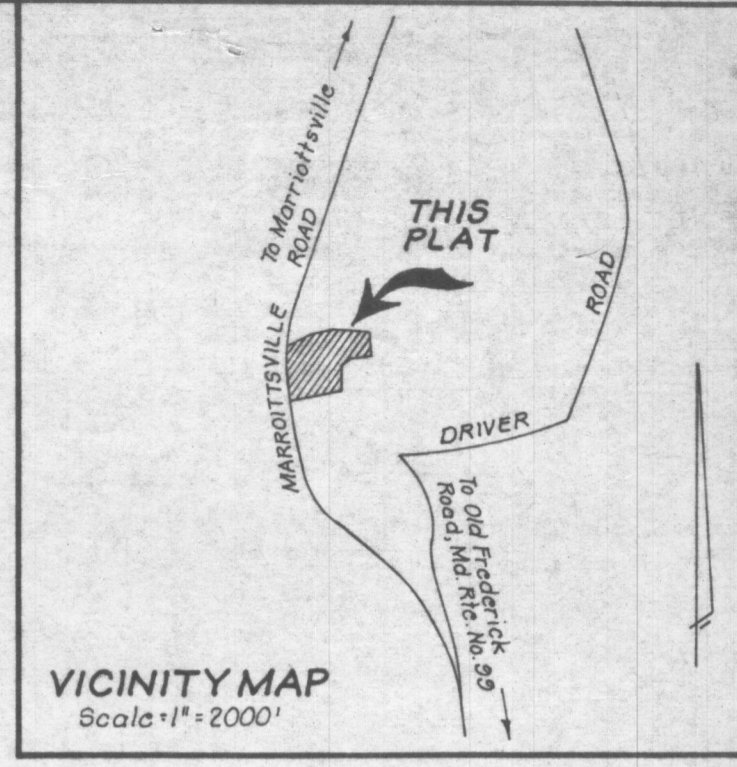 To Marriottsville
ROAD
THIS
PLAT
ROAD
MARROITTSVILLE
DRIVER
To Old Frederick
Road, Md. Rte. No. 99
VICINITY MAP
Scale : 1" = 2000'